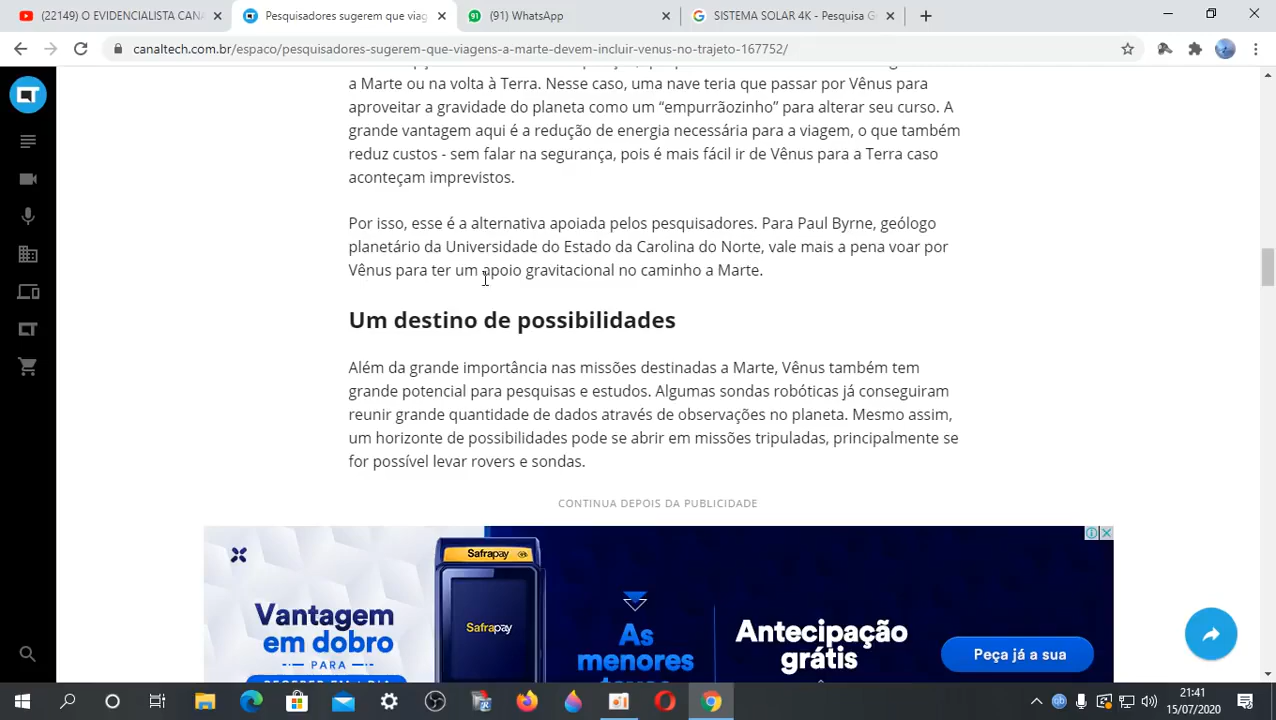 (22149) O EVIDENCIALISTA CANA
Pesquisadores sugerem que viag
(91) WhatsApp
SISTEMA SOLAR 4K - Pesquisa G
canaltech.com.br/espaco/pesquisadores-sugerem-que-viagens-a-marte-devem-incluir-venus-no-trajeto-167752/
a Marte ou na volta à Terra. Nesse caso, uma nave teria que passar por Vênus para
aproveitar a gravidade do planeta como um “empurrãozinho” para alterar seu curso. A
grande vantagem aqui é a redução de energia necessária para a viagem, o que também
reduz custos - sem falar na segurança, pois é mais fácil ir de Vênus para a Terra caso
aconteçam imprevistos.
Por isso, esse é a alternativa apoiada pelos pesquisadores. Para Paul Byrne, geólogo
planetário da Universidade do Estado da Carolina do Norte, vale mais a pena voar por
Vênus para ter um apoio gravitacional no caminho a Marte.
Um destino de possibilidades
Além da grande importância nas missões destinadas a Marte, Vênus também tem
grande potencial para pesquisas e estudos. Algumas sondas robóticas já conseguiram
reunir grande quantidade de dados através de observações no planeta. Mesmo assim,
um horizonte de possibilidades pode se abrir em missões tripuladas, principalmente se
for possível levar rovers e sondas.
CONTINUA DEPOIS DA PUBLICIDADE
Safrapay
Vantagem
em dobro
PARA
Safrapay
As
menores
Antecipação
grátis
Peça já a sua
21:41
15/07/2020